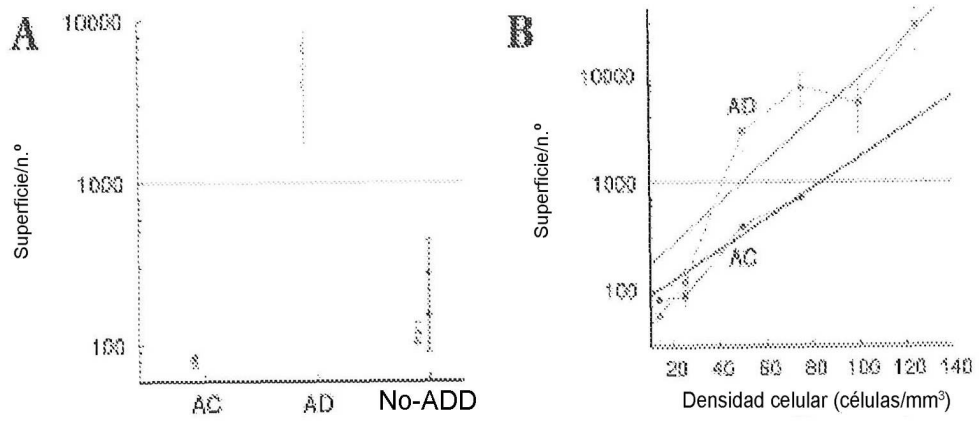 A
Superficie/n.º
10000
1000
100
AC
AD
No-ADD
B
Superficie/n.º
10000
1000
100
AD
AC
20 40 60 80 100 120 140
Densidad celular (células/mm³)